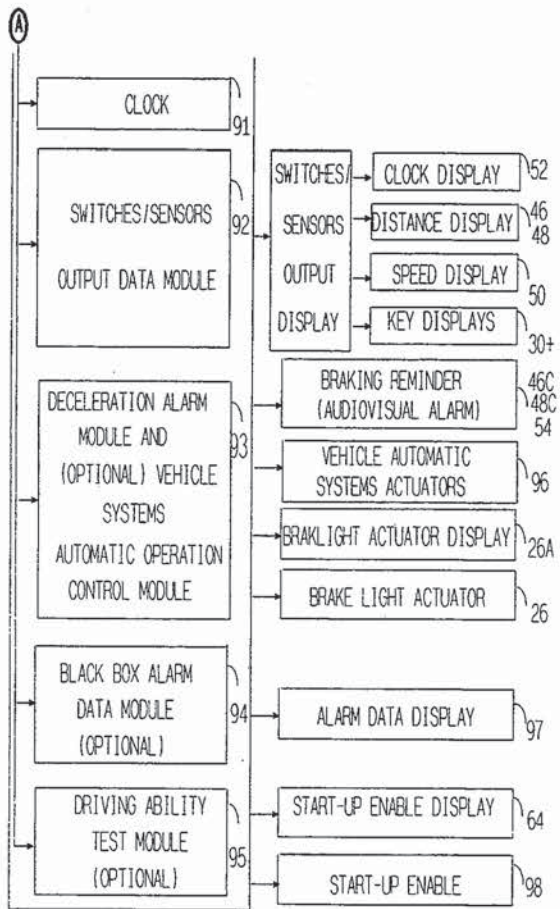 A
CLOCK
91
SWITCHES/SENSORS
OUTPUT DATA MODULE
92
SWITCHES/
SENSORS
OUTPUT
DISPLAY
CLOCK DISPLAY
52
DISTANCE DISPLAY
46
48
SPEED DISPLAY
50
KEY DISPLAYS
30+
DECELERATION ALARM
MODULE AND
(OPTIONAL) VEHICLE
SYSTEMS
AUTOMATIC OPERATION
CONTROL MODULE
93
BRAKING REMINDER
(AUDIOVISUAL ALARM)
46C
48C
54
VEHICLE AUTOMATIC
SYSTEMS ACTUATORS
96
BRAKLIGHT ACTUATOR DISPLAY
26A
BRAKE LIGHT ACTUATOR
26
BLACK BOX ALARM
DATA MODULE
(OPTIONAL)
94
ALARM DATA DISPLAY
97
DRIVING ABILITY
TEST MODULE
(OPTIONAL)
95
START-UP ENABLE DISPLAY
64
START-UP ENABLE
98